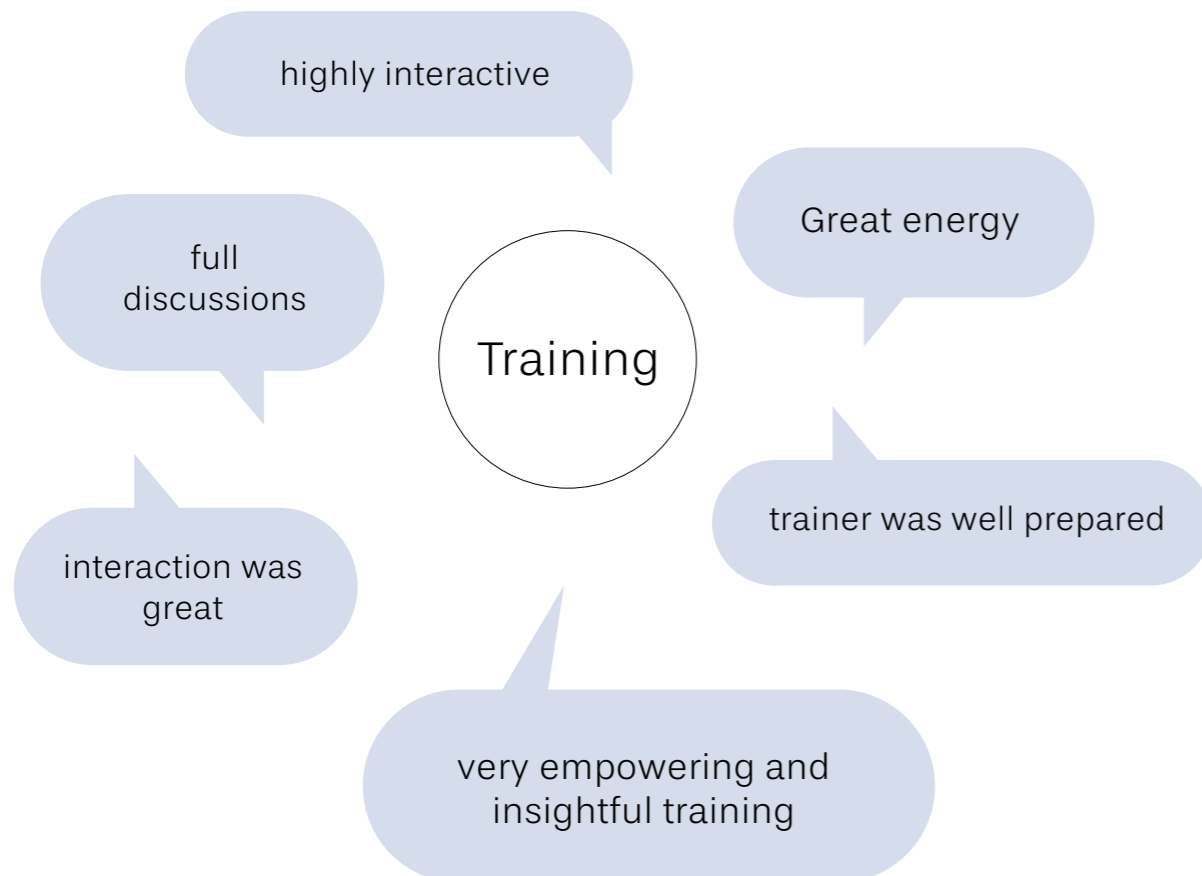 highly interactive
Great energy
full
discussions
Training
trainer was well prepared
interaction was
great
very empowering and
insightful training